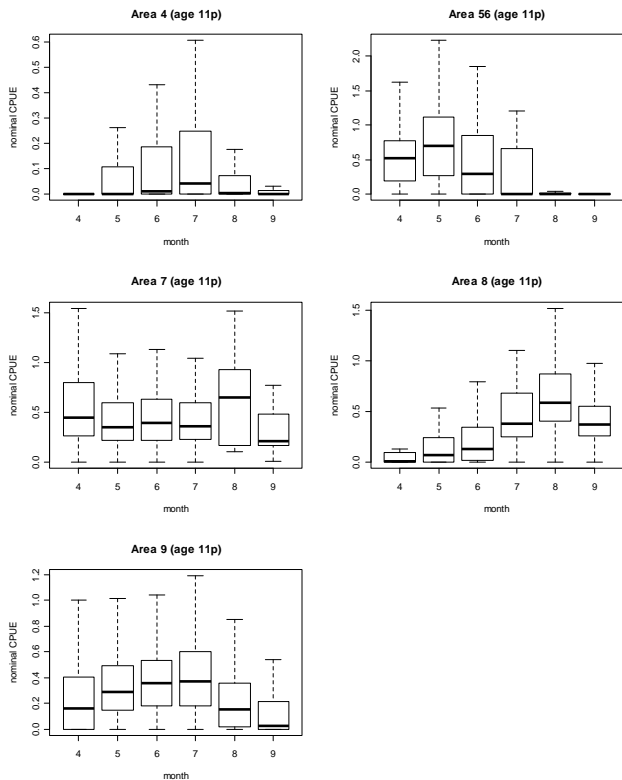 Area 4 (age 11p)
nominal CPUE
0.0 0.1 0.2 0.3 0.4 0.5 0.6
4 5 6 7 8 9
month
Area 56 (age 11p)
nominal CPUE
0.0 0.5 1.0 1.5 2.0
4 5 6 7 8 9
month
Area 7 (age 11p)
nominal CPUE
0.0 0.5 1.0 1.5
4 5 6 7 8 9
month
Area 8 (age 11p)
nominal CPUE
0.0 0.5 1.0 1.5
4 5 6 7 8 9
month
Area 9 (age 11p)
nominal CPUE
0.0 0.2 0.4 0.6 0.8 1.0 1.2
4 5 6 7 8 9
month